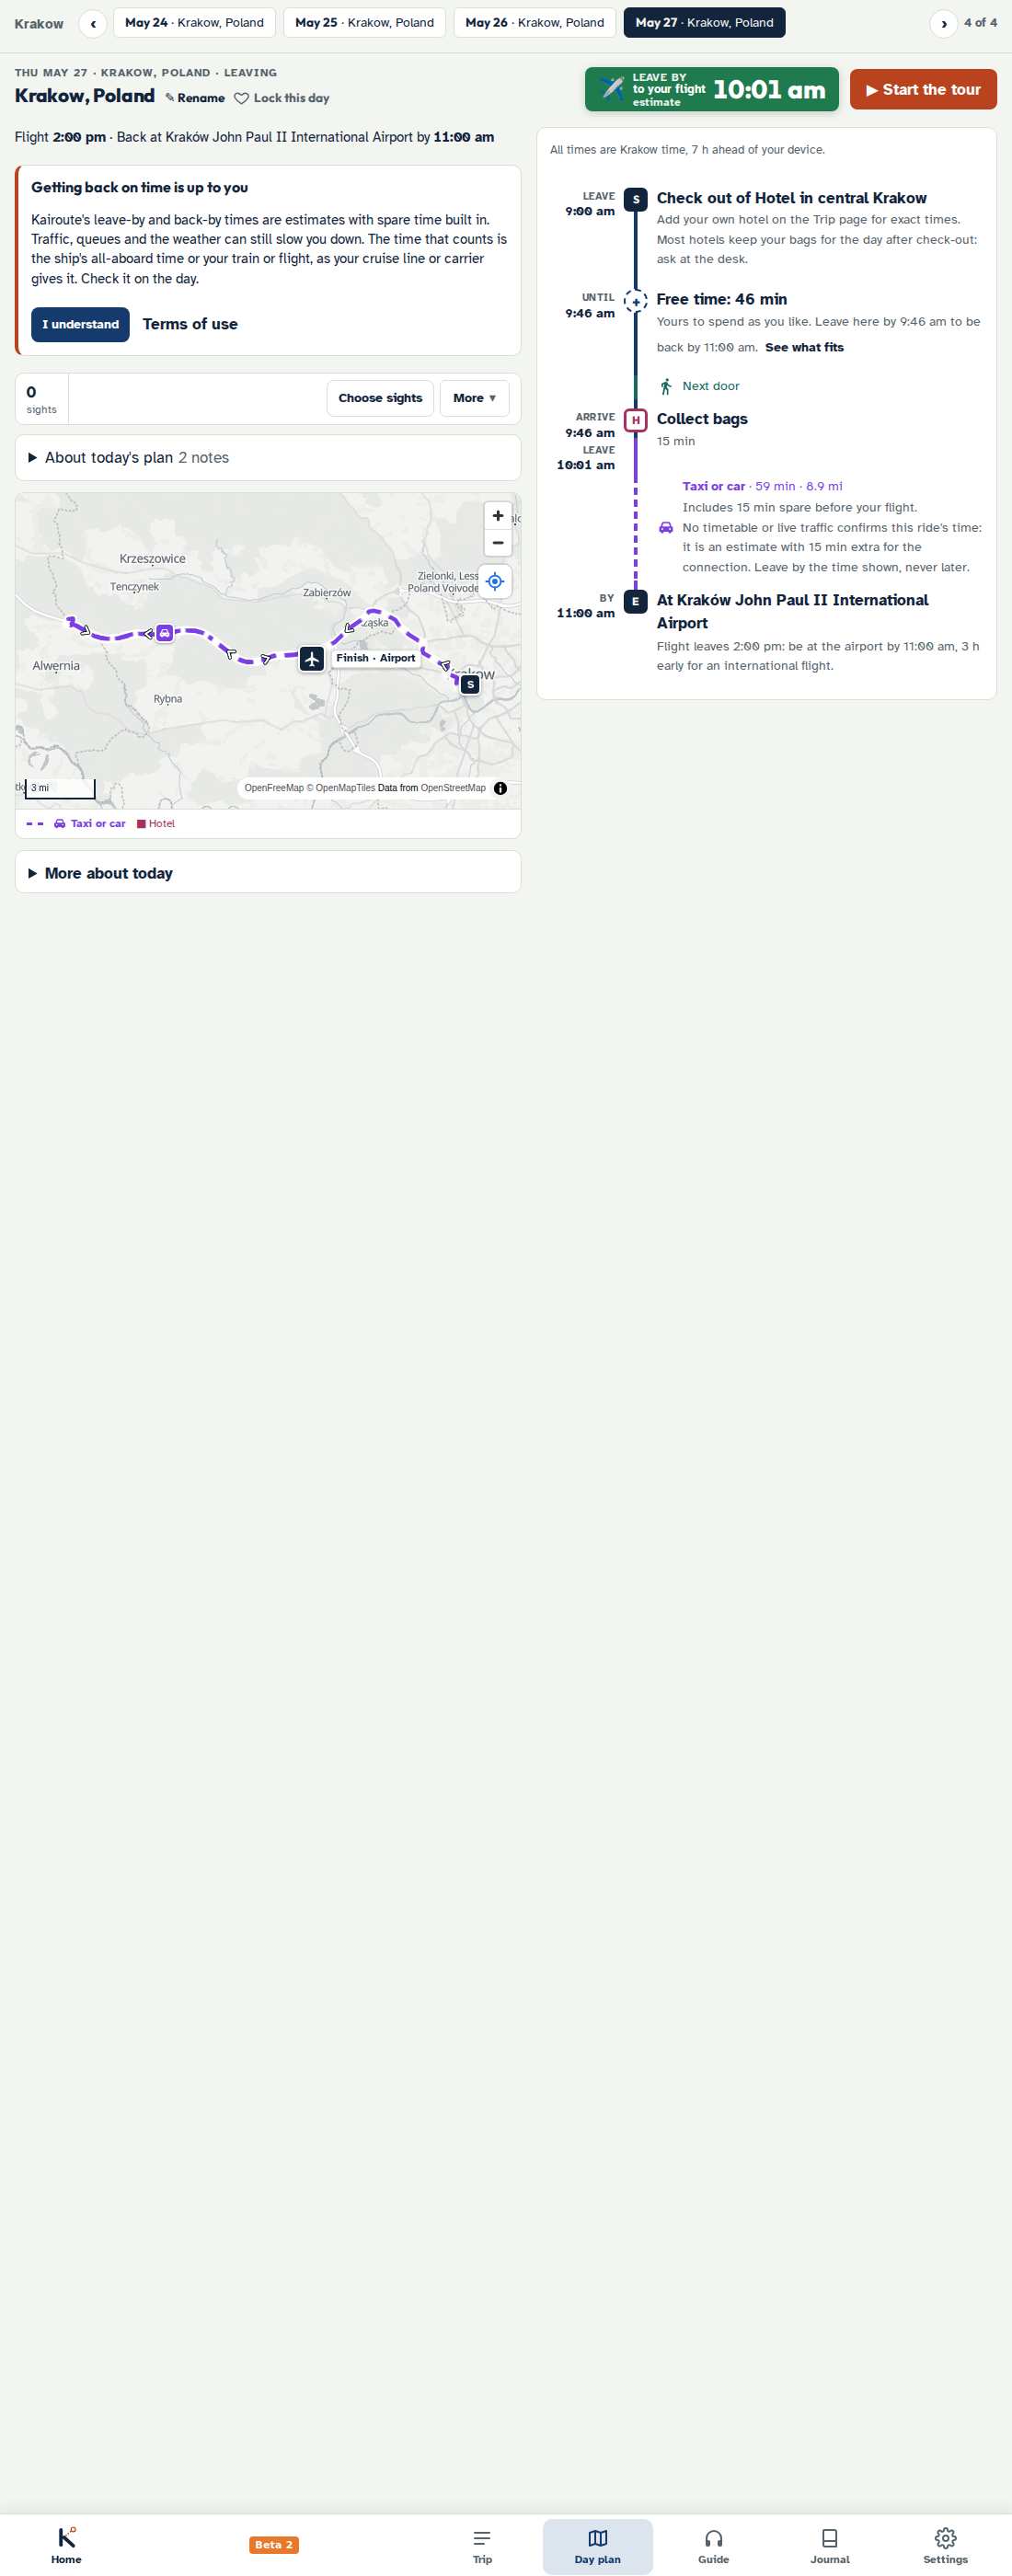 Krakow
‹
May 24 · Krakow, Poland
May 25 · Krakow, Poland
May 26 · Krakow, Poland
May 27 · Krakow, Poland
›
4 of 4
THU MAY 27 · KRAKOW, POLAND · LEAVING
Krakow, Poland
✎ Rename
Lock this day
LEAVE BY
to your flight
estimate
10:01 am
▶ Start the tour
Flight 2:00 pm · Back at Kraków John Paul II International Airport by 11:00 am
Getting back on time is up to you
Kairoute's leave-by and back-by times are estimates with spare time built in.
Traffic, queues and the weather can still slow you down. The time that counts is
the ship's all-aboard time or your train or flight, as your cruise line or carrier
gives it. Check it on the day.
I understand
Terms of use
0
sights
Choose sights
More ▼
▶ About today's plan 2 notes
Krzeszowice
Tenczynek
Zabierzów
Zielonki, Less
Poland Voivode
Alwernia
Rybna
Finish · Airport
S
+
−
3 mi
OpenFreeMap © OpenMapTiles Data from OpenStreetMap
Taxi or car
Hotel
▶ More about today
All times are Krakow time, 7 h ahead of your device.
LEAVE
9:00 am
S
Check out of Hotel in central Krakow
Add your own hotel on the Trip page for exact times.
Most hotels keep your bags for the day after check-out:
ask at the desk.
UNTIL
9:46 am
+
Free time: 46 min
Yours to spend as you like. Leave here by 9:46 am to be
back by 11:00 am. See what fits
Next door
ARRIVE
9:46 am
LEAVE
10:01 am
H
Collect bags
15 min
Taxi or car · 59 min · 8.9 mi
Includes 15 min spare before your flight.
No timetable or live traffic confirms this ride's time:
it is an estimate with 15 min extra for the
connection. Leave by the time shown, never later.
BY
11:00 am
E
At Kraków John Paul II International
Airport
Flight leaves 2:00 pm: be at the airport by 11:00 am, 3 h
early for an international flight.
Home
Beta 2
Trip
Day plan
Guide
Journal
Settings